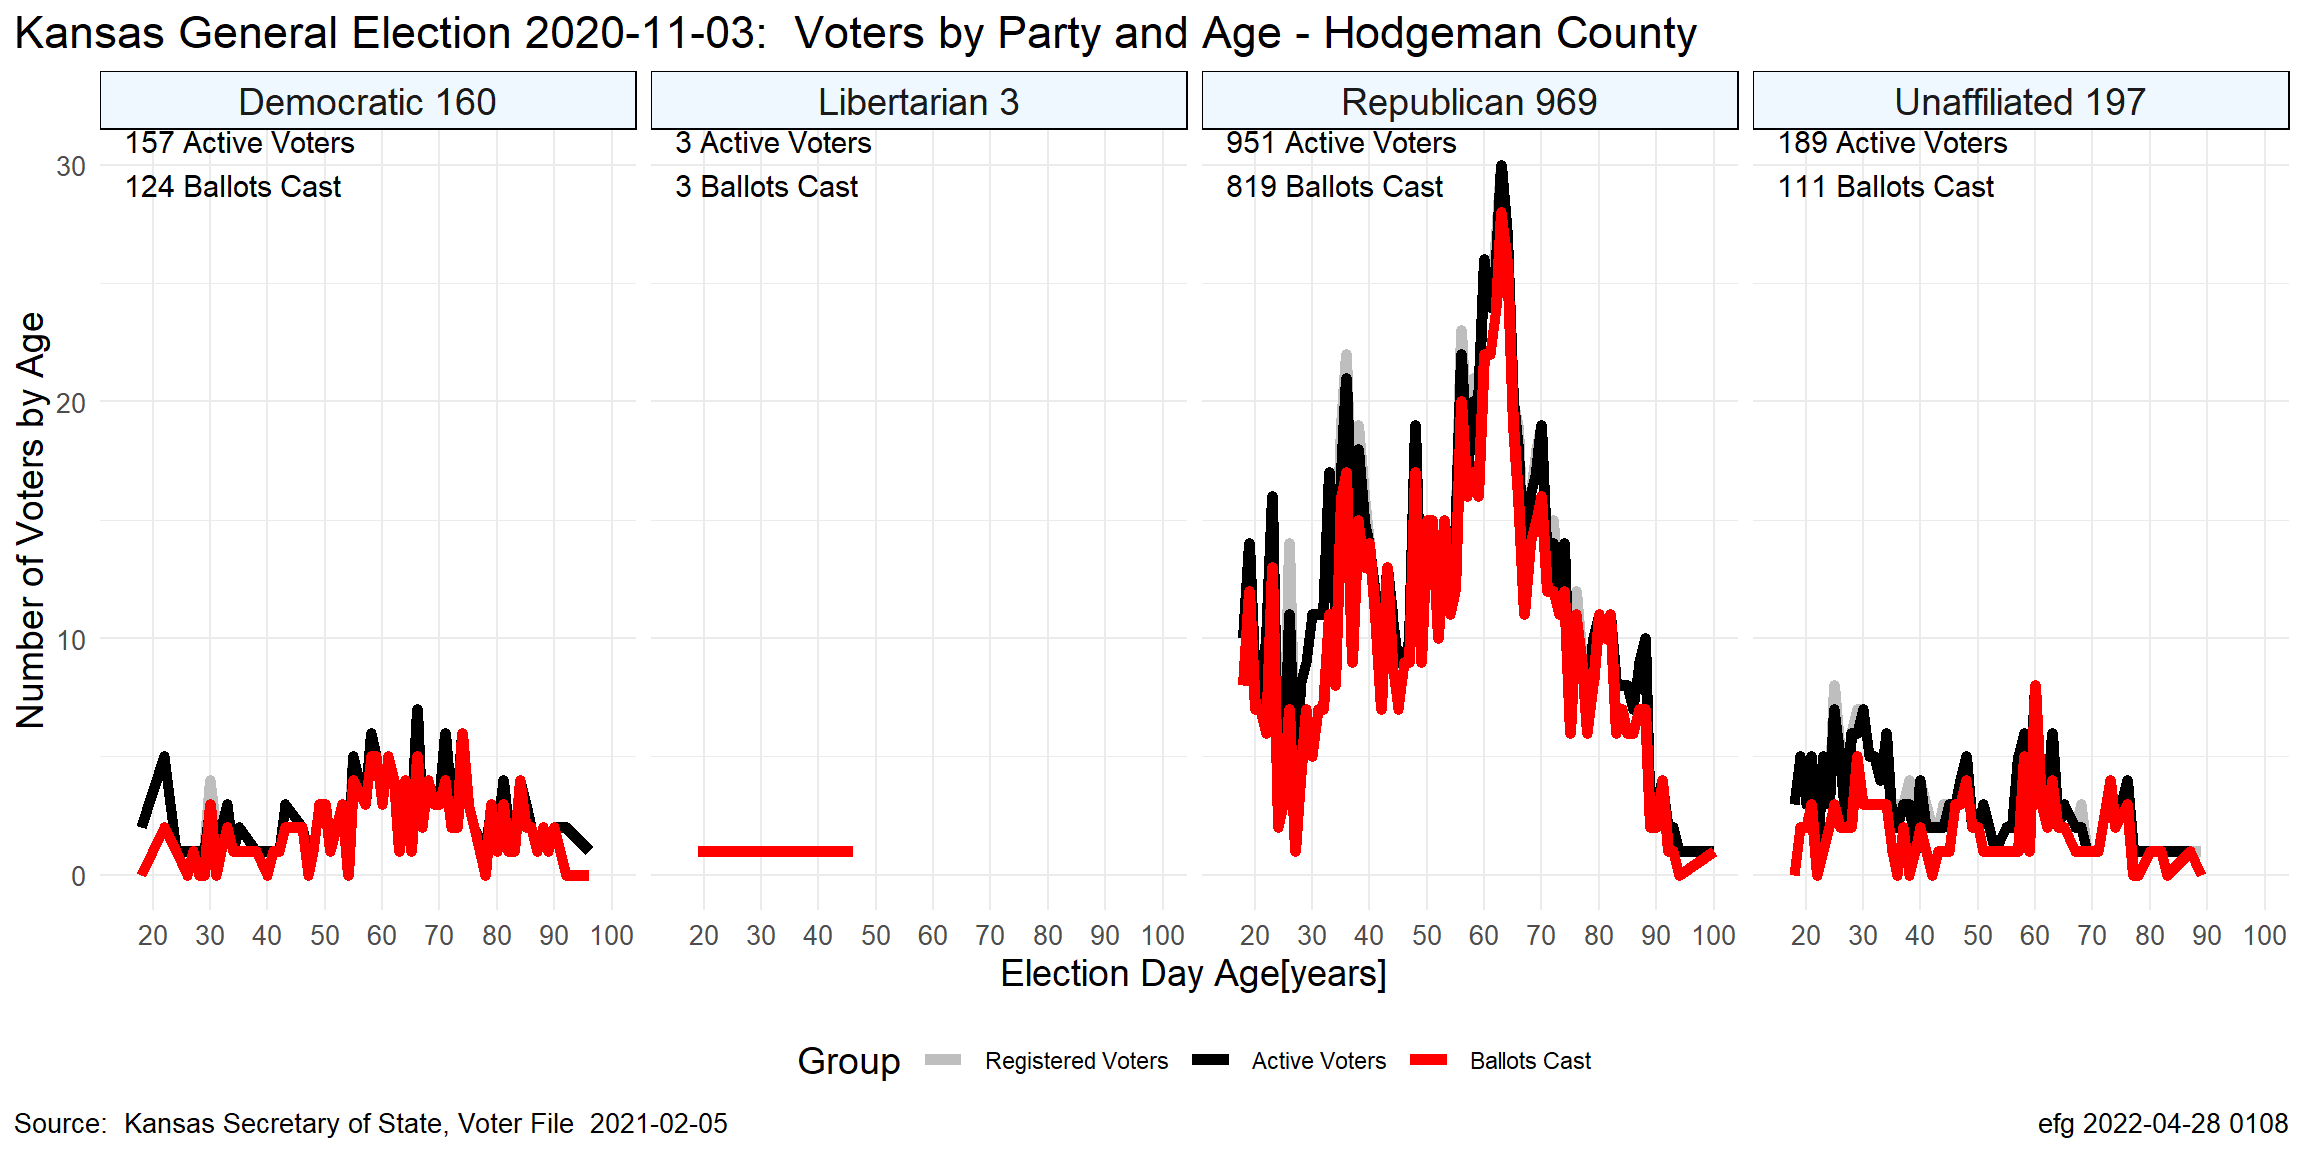 Kansas General Election 2020-11-03:  Voters by Party and Age - Hodgeman County
Democratic 160
Libertarian 3
Republican 969
Unaffiliated 197
157 Active Voters
124 Ballots Cast
3 Active Voters
3 Ballots Cast
951 Active Voters
819 Ballots Cast
189 Active Voters
111 Ballots Cast
Number of Voters by Age
30
20
10
0
20 30 40 50 60 70 80 90 100
20 30 40 50 60 70 80 90 100
20 30 40 50 60 70 80 90 100
20 30 40 50 60 70 80 90 100
Election Day Age[years]
Group Registered Voters Active Voters Ballots Cast
Source:  Kansas Secretary of State, Voter File  2021-02-05
efg 2022-04-28 0108